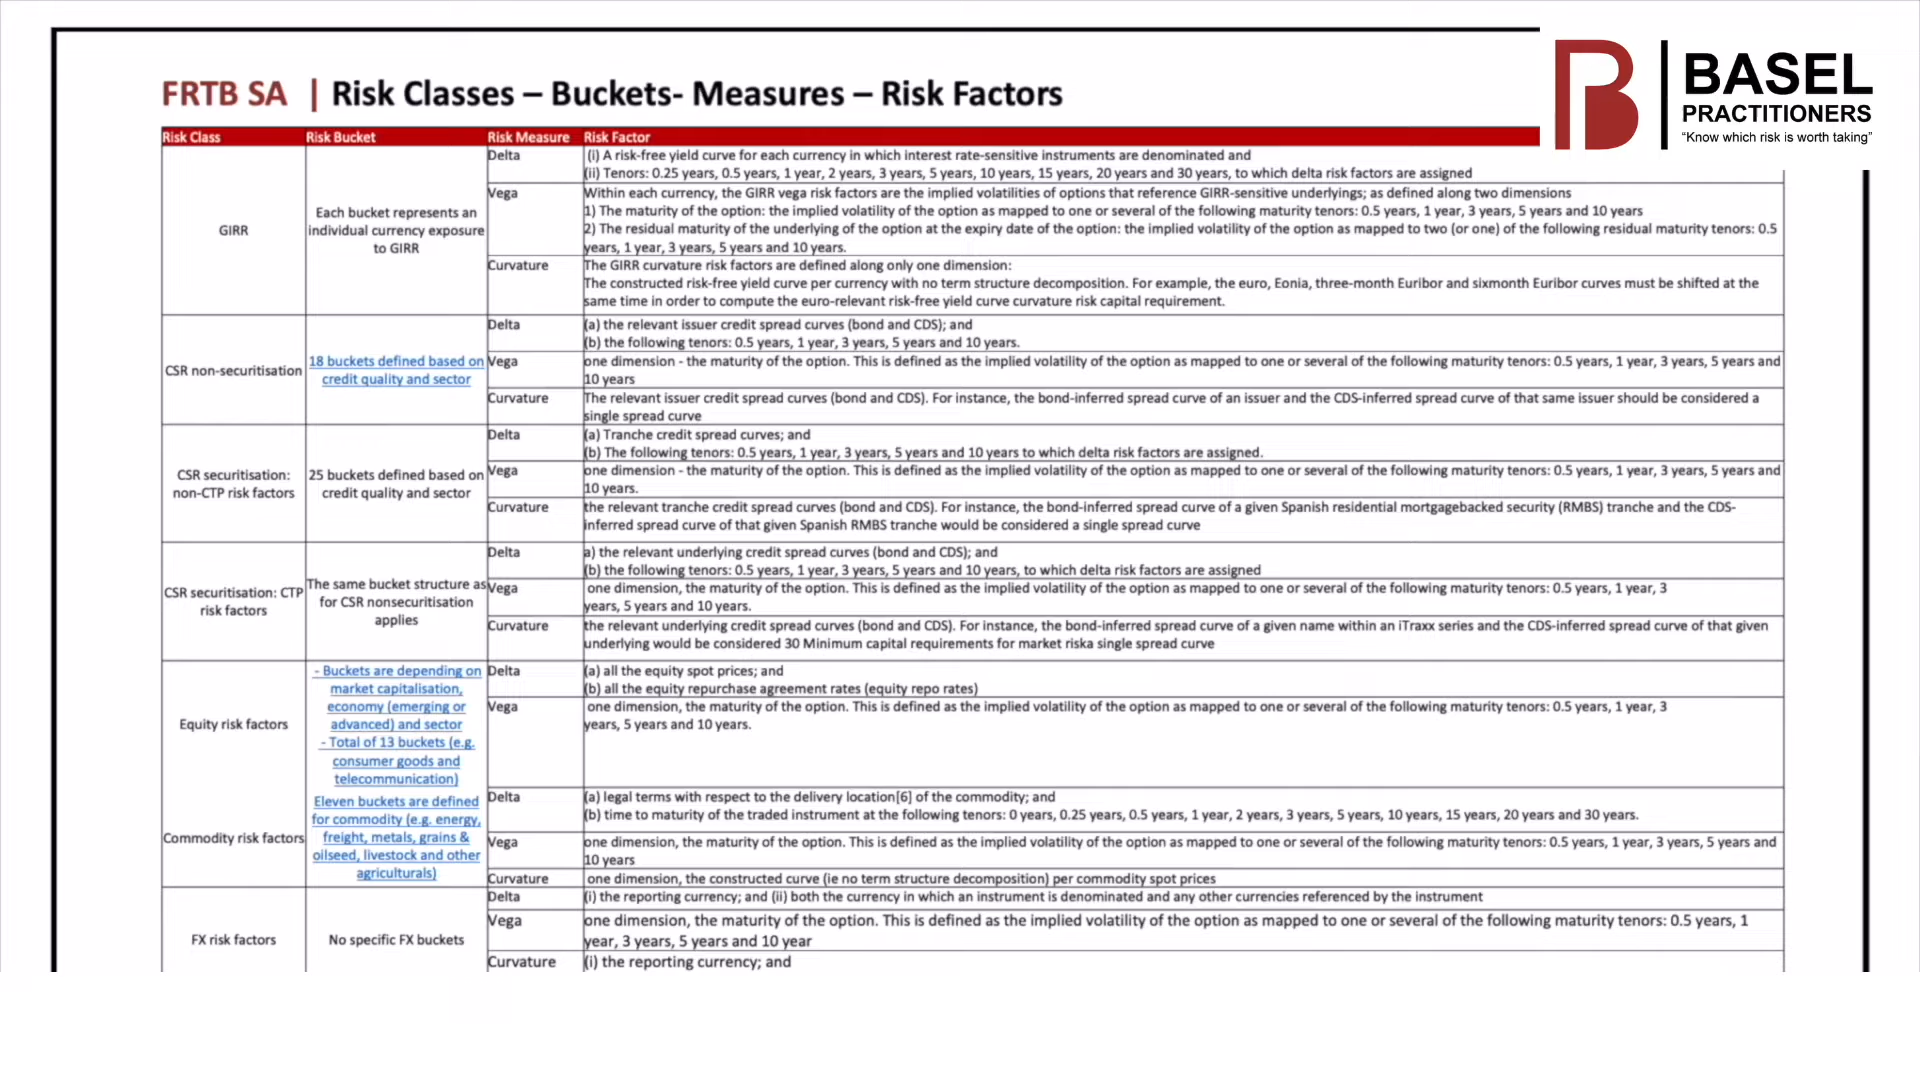 BASEL
PRACTITIONERS
"Know which risk is worth taking"
FRTB SA | Risk Classes – Buckets- Measures – Risk Factors
Risk Class Risk Bucket Risk Measure Risk Factor
GIRR
Each bucket represents an
individual currency exposure
to GIRR
Delta
(i) A risk-free yield curve for each currency in which interest rate-sensitive instruments are denominated and
(ii) Tenors: 0.25 years, 0.5 years, 1 year, 2 years, 3 years, 5 years, 10 years, 15 years, 20 years and 30 years, to which delta risk factors are assigned
Vega
Within each currency, the GIRR vega risk factors are the implied volatilities of options that reference GIRR-sensitive underlyings; as defined along two dimensions
1) The maturity of the option: the implied volatility of the option as mapped to one or several of the following maturity tenors: 0.5 years, 1 year, 3 years, 5 years and 10 years
2) The residual maturity of the underlying of the option at the expiry date of the option: the implied volatility of the option as mapped to two (or one) of the following residual maturity tenors: 0.5
years, 1 year, 3 years, 5 years and 10 years.
Curvature
The GIRR curvature risk factors are defined along only one dimension:
The constructed risk-free yield curve per currency with no term structure decomposition. For example, the euro, Eonia, three-month Euribor and sixmonth Euribor curves must be shifted at the
same time in order to compute the euro-relevant risk-free yield curve curvature risk capital requirement.
CSR non-securitisation
18 buckets defined based on
credit quality and sector
Delta
(a) the relevant issuer credit spread curves (bond and CDS); and
(b) the following tenors: 0.5 years, 1 year, 3 years, 5 years and 10 years.
Vega
one dimension - the maturity of the option. This is defined as the implied volatility of the option as mapped to one or several of the following maturity tenors: 0.5 years, 1 year, 3 years, 5 years and
10 years
Curvature
The relevant issuer credit spread curves (bond and CDS). For instance, the bond-inferred spread curve of an issuer and the CDS-inferred spread curve of that same issuer should be considered a
single spread curve
CSR securitisation:
non-CTP risk factors
25 buckets defined based on
credit quality and sector
Delta
(a) Tranche credit spread curves; and
(b) The following tenors: 0.5 years, 1 year, 3 years, 5 years and 10 years to which delta risk factors are assigned.
Vega
one dimension - the maturity of the option. This is defined as the implied volatility of the option as mapped to one or several of the following maturity tenors: 0.5 years, 1 year, 3 years, 5 years and
10 years.
Curvature
the relevant tranche credit spread curves (bond and CDS). For instance, the bond-inferred spread curve of a given Spanish residential mortgagebacked security (RMBS) tranche and the CDS-
inferred spread curve of that given Spanish RMBS tranche would be considered a single spread curve
CSR securitisation: CTP
risk factors
The same bucket structure as
for CSR nonsecuritisation
applies
Delta
a) the relevant underlying credit spread curves (bond and CDS); and
(b) the following tenors: 0.5 years, 1 year, 3 years, 5 years and 10 years, to which delta risk factors are assigned
Vega
one dimension, the maturity of the option. This is defined as the implied volatility of the option as mapped to one or several of the following maturity tenors: 0.5 years, 1 year, 3
years, 5 years and 10 years.
Curvature
the relevant underlying credit spread curves (bond and CDS). For instance, the bond-inferred spread curve of a given name within an iTraxx series and the CDS-inferred spread curve of that given
underlying would be considered 30 Minimum capital requirements for market riska single spread curve
Equity risk factors
- Buckets are depending on
market capitalisation,
economy (emerging or
advanced) and sector
- Total of 13 buckets (e.g.
consumer goods and
telecommunication)
Delta
(a) all the equity spot prices; and
(b) all the equity repurchase agreement rates (equity repo rates)
Vega
one dimension, the maturity of the option. This is defined as the implied volatility of the option as mapped to one or several of the following maturity tenors: 0.5 years, 1 year, 3
years, 5 years and 10 years.
Commodity risk factors
Eleven buckets are defined
for commodity (e.g. energy,
freight, metals, grains &
oilseed, livestock and other
agriculturals)
Delta
(a) legal terms with respect to the delivery location[6] of the commodity; and
(b) time to maturity of the traded instrument at the following tenors: 0 years, 0.25 years, 0.5 years, 1 year, 2 years, 3 years, 5 years, 10 years, 15 years, 20 years and 30 years.
Vega
one dimension, the maturity of the option. This is defined as the implied volatility of the option as mapped to one or several of the following maturity tenors: 0.5 years, 1 year, 3 years, 5 years and
10 years
Curvature
one dimension, the constructed curve (ie no term structure decomposition) per commodity spot prices
FX risk factors
No specific FX buckets
Delta
(i) the reporting currency; and (ii) both the currency in which an instrument is denominated and any other currencies referenced by the instrument
Vega
one dimension, the maturity of the option. This is defined as the implied volatility of the option as mapped to one or several of the following maturity tenors: 0.5 years, 1
year, 3 years, 5 years and 10 year
Curvature
(i) the reporting currency; and